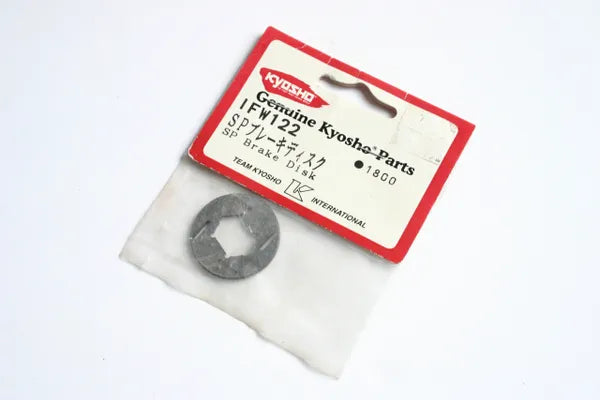 KYOSHO
Genuine Kyosho Parts
IFW122
SPブレーキディスク
●1800
SP Brake Disk
TEAM KYOSHO
INTERNATIONAL